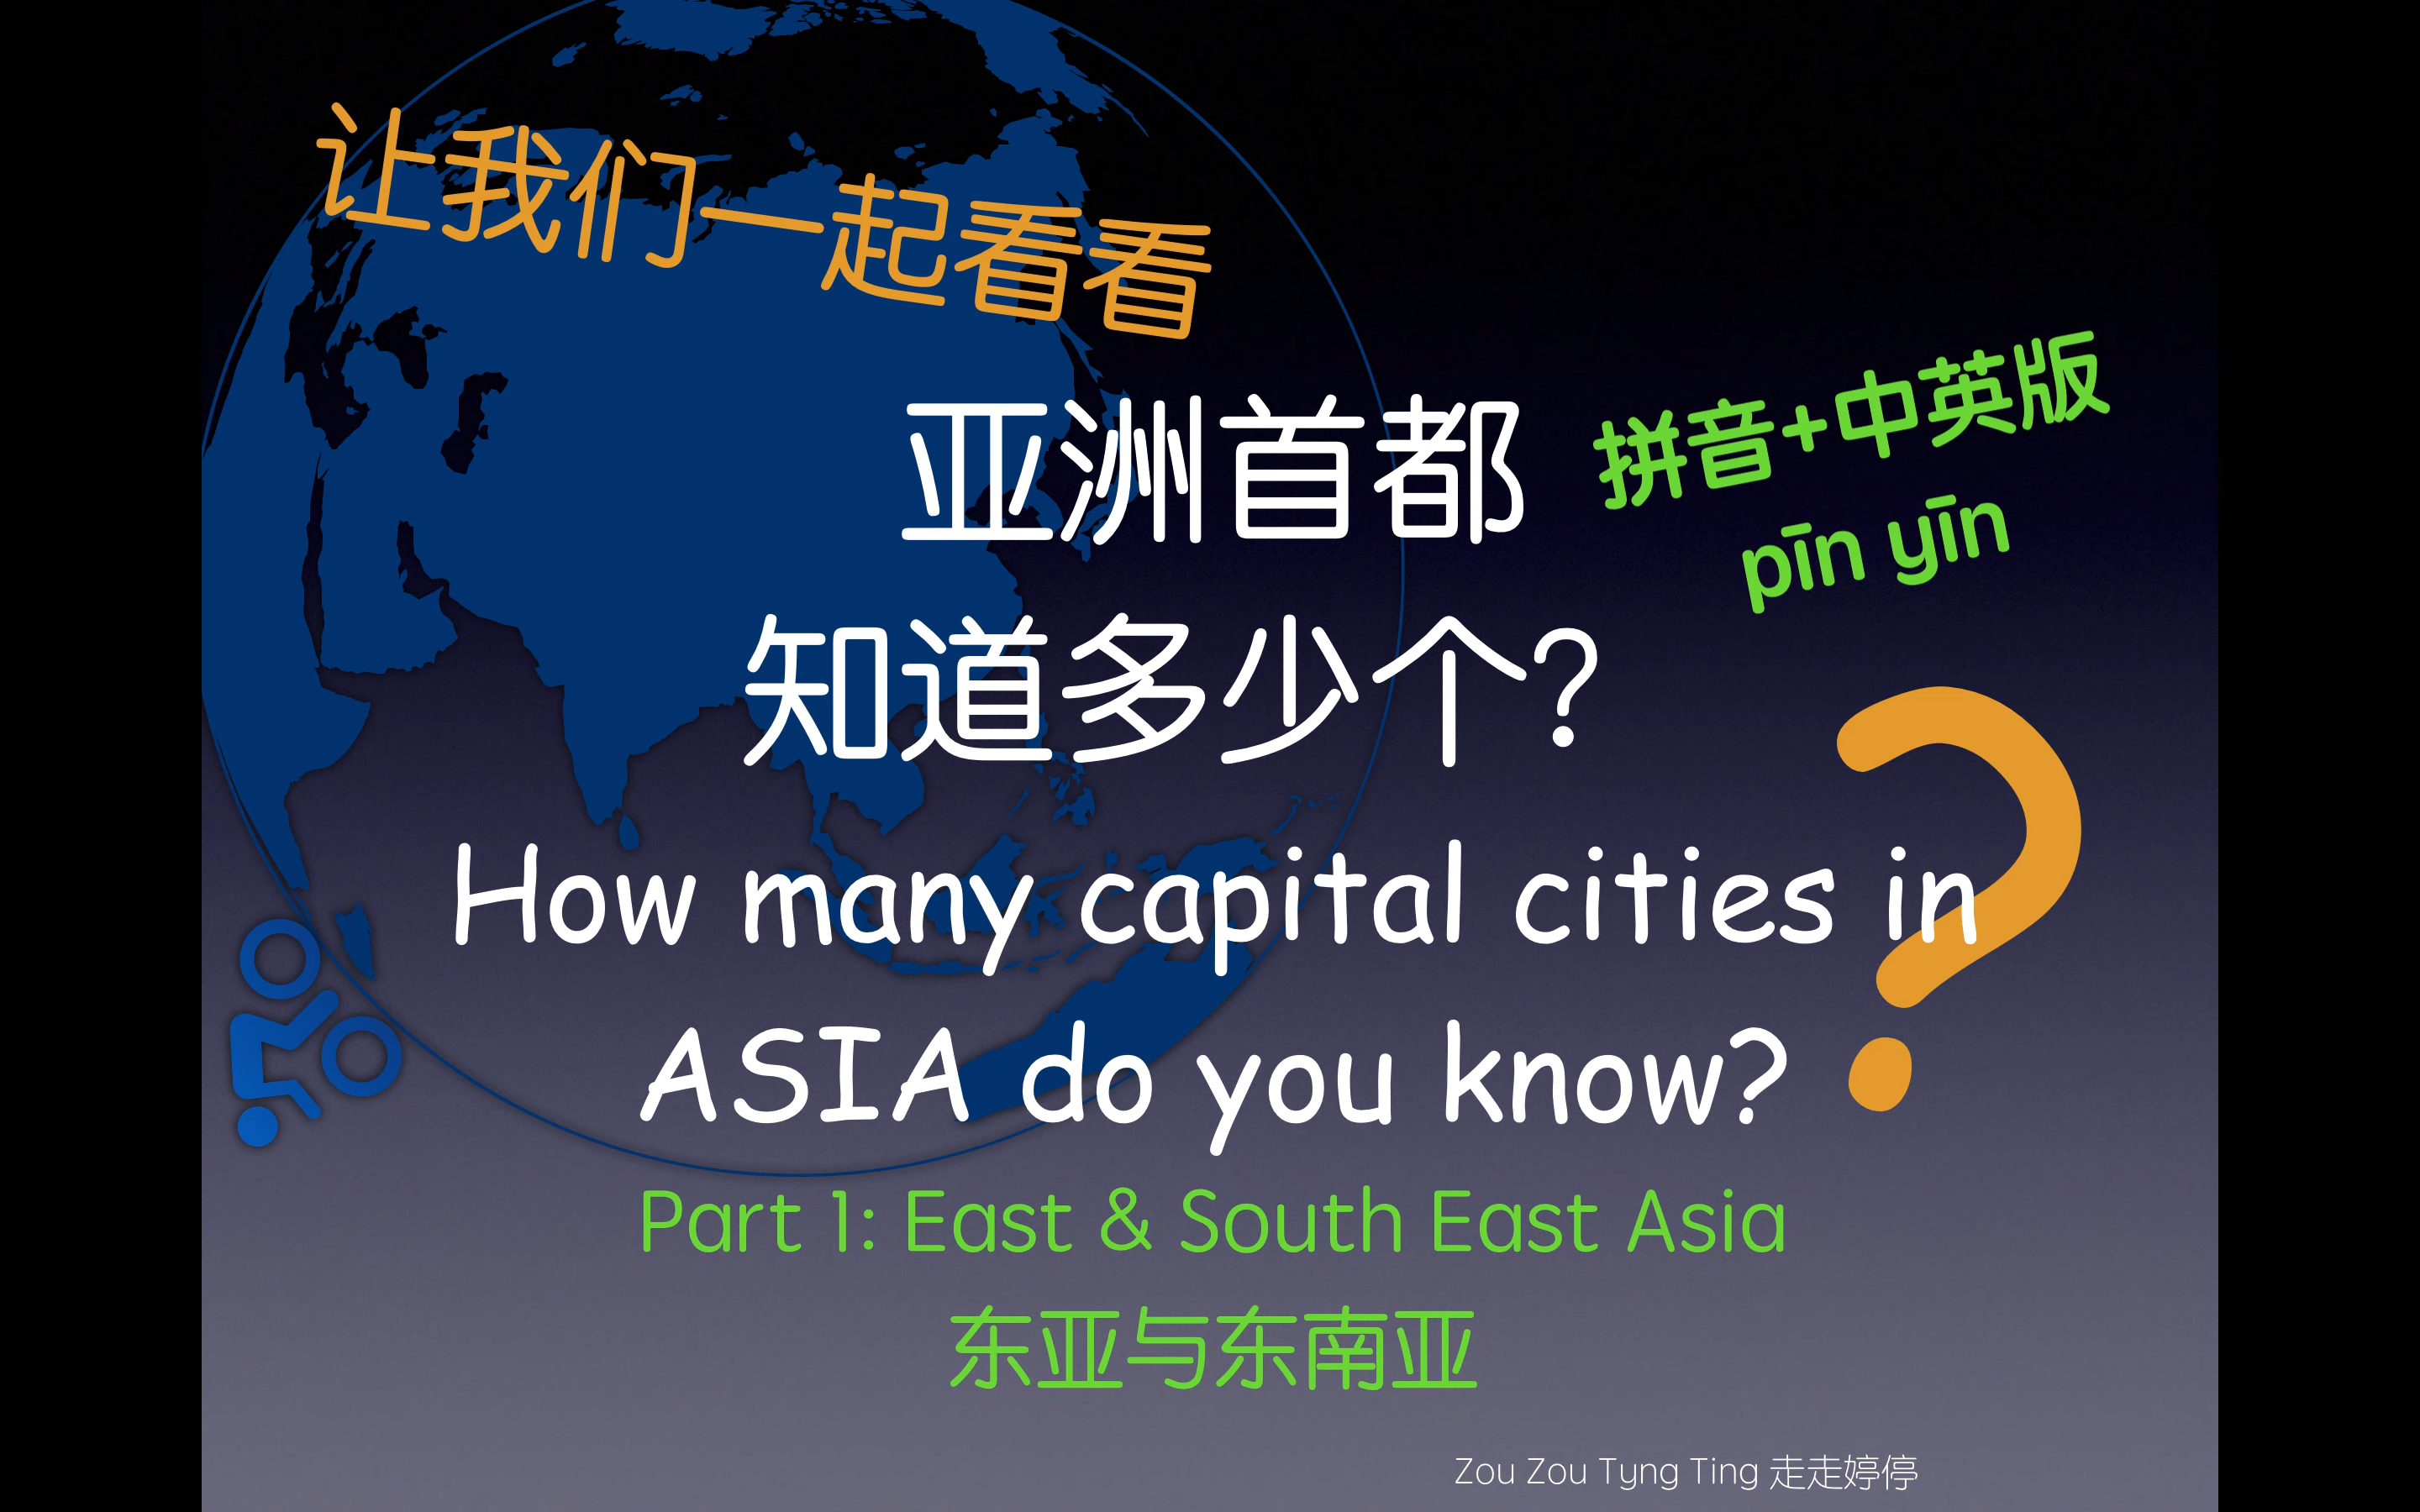 让我们一起看看
亚洲首都
拼音+中英版
pīn yīn
知道多少个?
How many capital cities in
ASIA do you know?
?
Part 1: East & South East Asia
东亚与东南亚
Zou Zou Tyng Ting 走走婷停